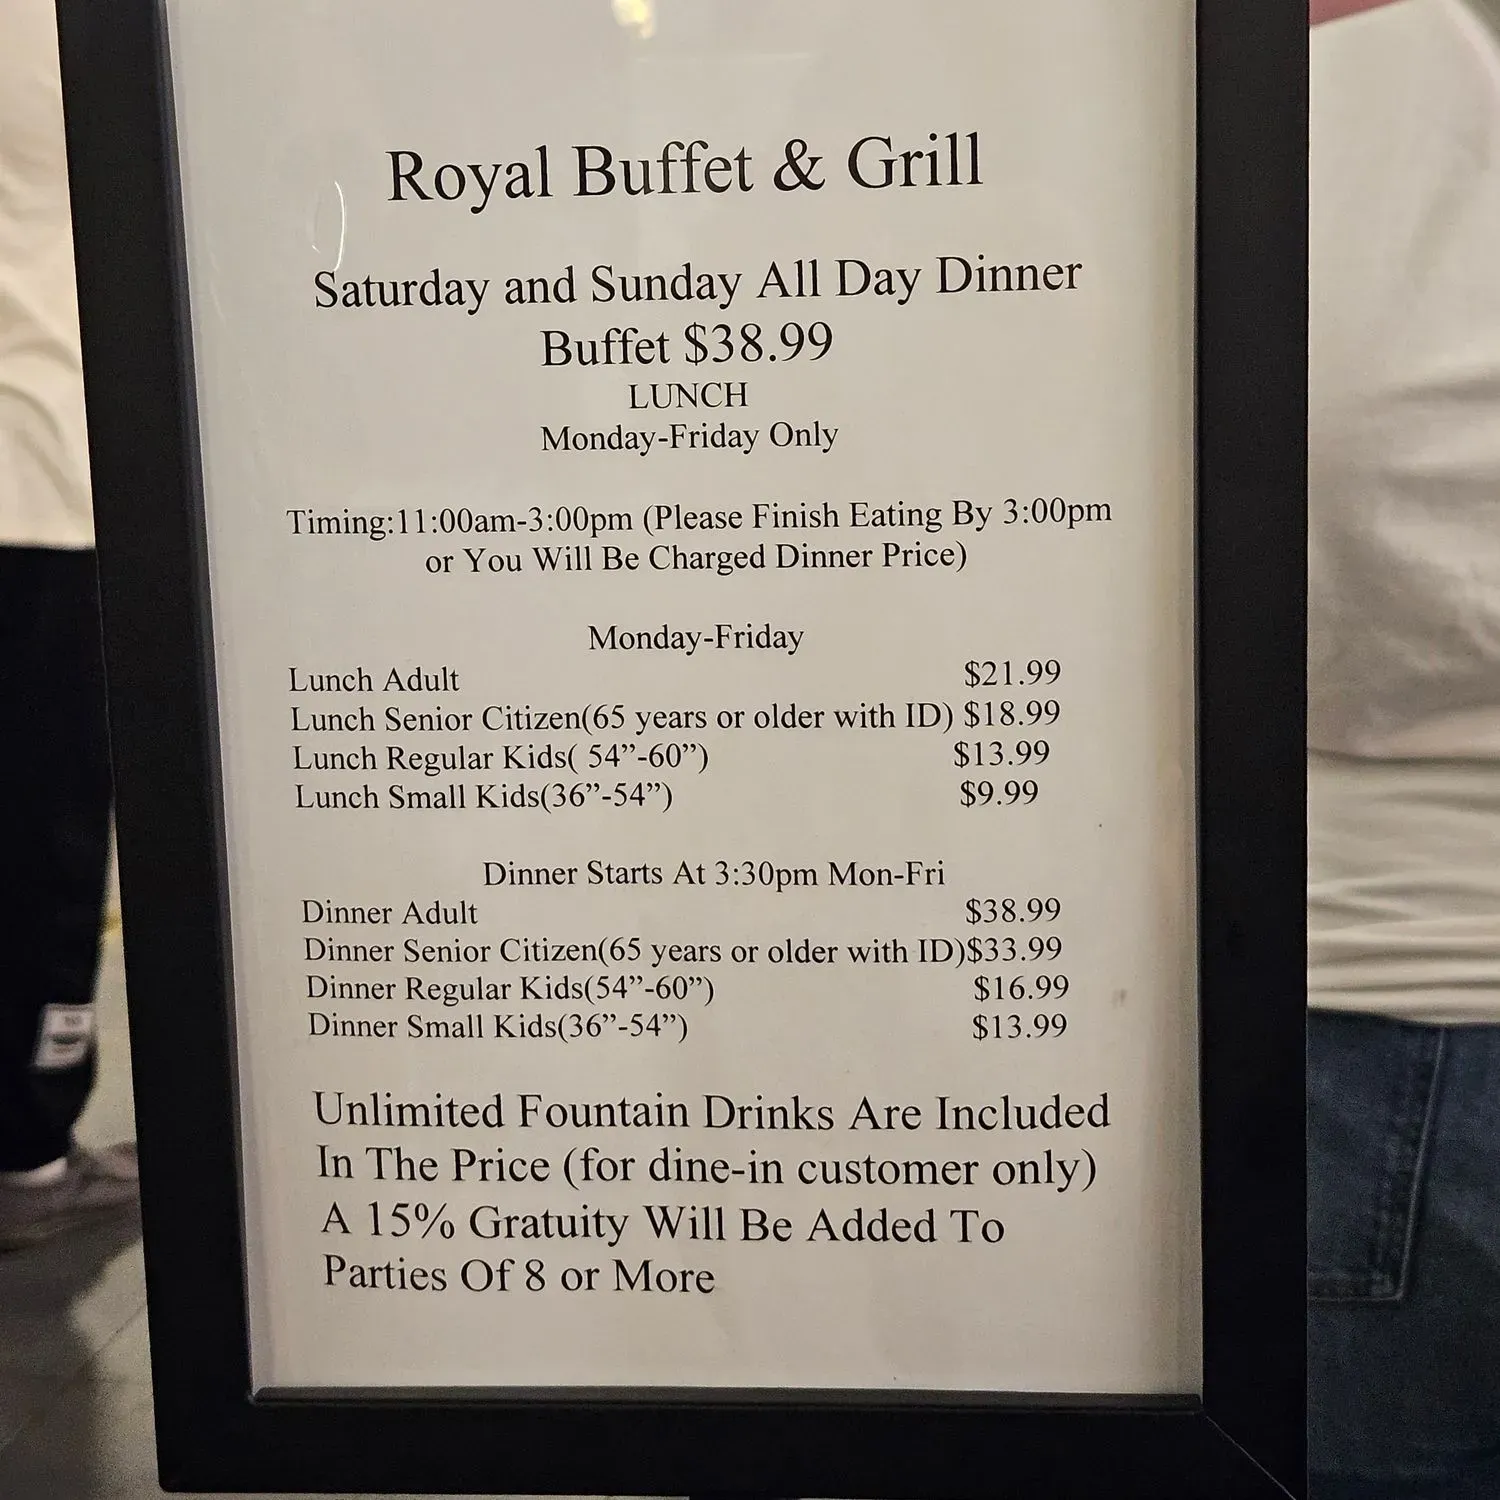 Royal Buffet & Grill
Saturday and Sunday All Day Dinner
Buffet $38.99
LUNCH
Monday-Friday Only
Timing:11:00am-3:00pm (Please Finish Eating By 3:00pm
or You Will Be Charged Dinner Price)
Monday-Friday
Lunch Adult $21.99
Lunch Senior Citizen(65 years or older with ID) $18.99
Lunch Regular Kids( 54”-60”) $13.99
Lunch Small Kids(36”-54”) $9.99
Dinner Starts At 3:30pm Mon-Fri
Dinner Adult $38.99
Dinner Senior Citizen(65 years or older with ID)$33.99
Dinner Regular Kids(54”-60”) $16.99
Dinner Small Kids(36”-54”) $13.99
Unlimited Fountain Drinks Are Included
In The Price (for dine-in customer only)
A 15% Gratuity Will Be Added To
Parties Of 8 or More